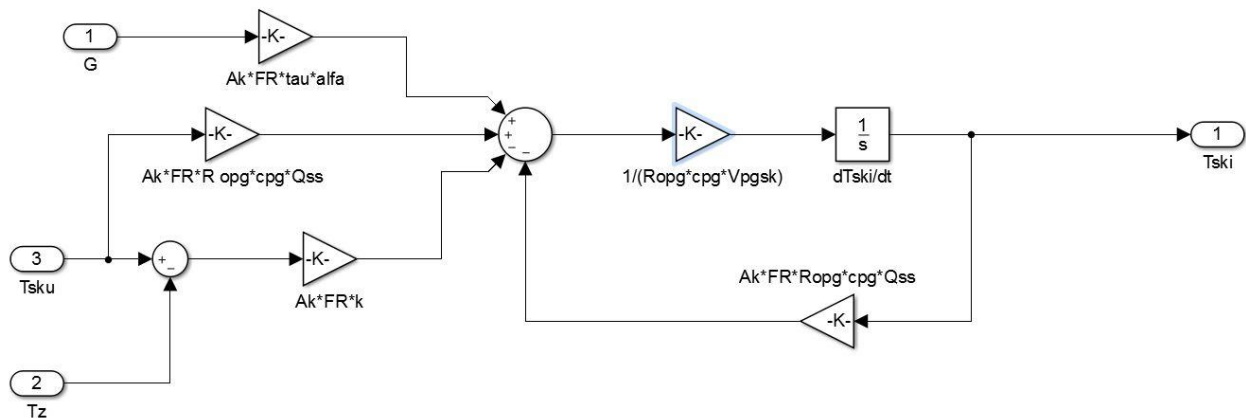 1
G
-K-
Ak*FR*tau*alfa
-K-
Ak*FR*R opg*cpg*Qss
3
Tsku
+
−
-K-
Ak*FR*k
2
Tz
+
+
−
−
-K-
1/(Ropg*cpg*Vpgsk)
1
s
dTski/dt
1
Tski
Ak*FR*Ropg*cpg*Qss
-K-